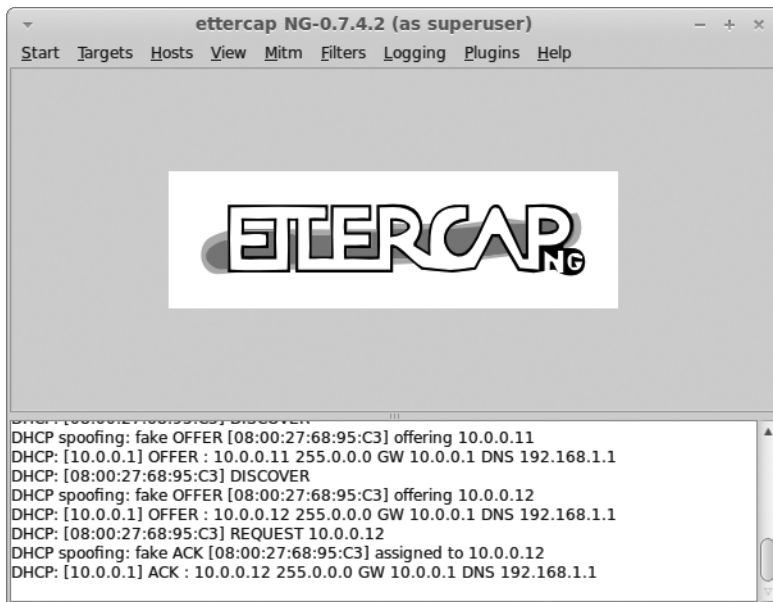 ettercap NG-0.7.4.2 (as superuser)
Start Targets Hosts View Mitm Filters Logging Plugins Help
ETTERCAP
NG
DHCP: [08:00:27:68:95:C3] DISCOVER
DHCP spoofing: fake OFFER [08:00:27:68:95:C3] offering 10.0.0.11
DHCP: [10.0.0.1] OFFER : 10.0.0.11 255.0.0.0 GW 10.0.0.1 DNS 192.168.1.1
DHCP: [08:00:27:68:95:C3] DISCOVER
DHCP spoofing: fake OFFER [08:00:27:68:95:C3] offering 10.0.0.12
DHCP: [10.0.0.1] OFFER : 10.0.0.12 255.0.0.0 GW 10.0.0.1 DNS 192.168.1.1
DHCP: [08:00:27:68:95:C3] REQUEST 10.0.0.12
DHCP spoofing: fake ACK [08:00:27:68:95:C3] assigned to 10.0.0.12
DHCP: [10.0.0.1] ACK : 10.0.0.12 255.0.0.0 GW 10.0.0.1 DNS 192.168.1.1